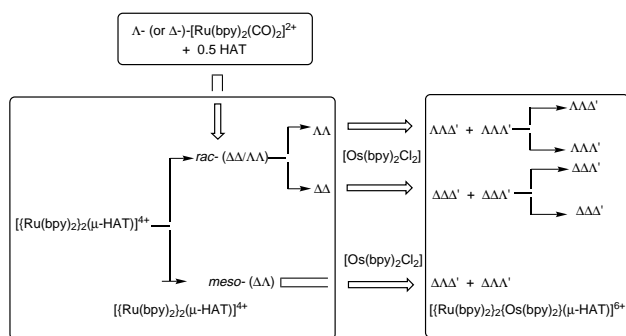 Λ- (or Δ-)-[Ru(bpy)₂(CO)₂]²⁺
+ 0.5 HAT
[{Ru(bpy)₂}₂(μ-HAT)]⁴⁺
rac- (ΔΔ/ΛΛ)
ΛΛ
ΔΔ
meso- (ΔΛ)
[{Ru(bpy)₂}₂(μ-HAT)]⁴⁺
[Os(bpy)₂Cl₂]
[Os(bpy)₂Cl₂]
ΛΛΔ' + ΛΛΛ'
ΛΛΔ'
ΛΛΛ'
ΔΔΔ' + ΔΔΛ'
ΔΔΛ'
ΔΔΔ'
ΔΛΔ' + ΔΛΛ'
[{Ru(bpy)₂}₂{Os(bpy)₂}(μ-HAT)]⁶⁺